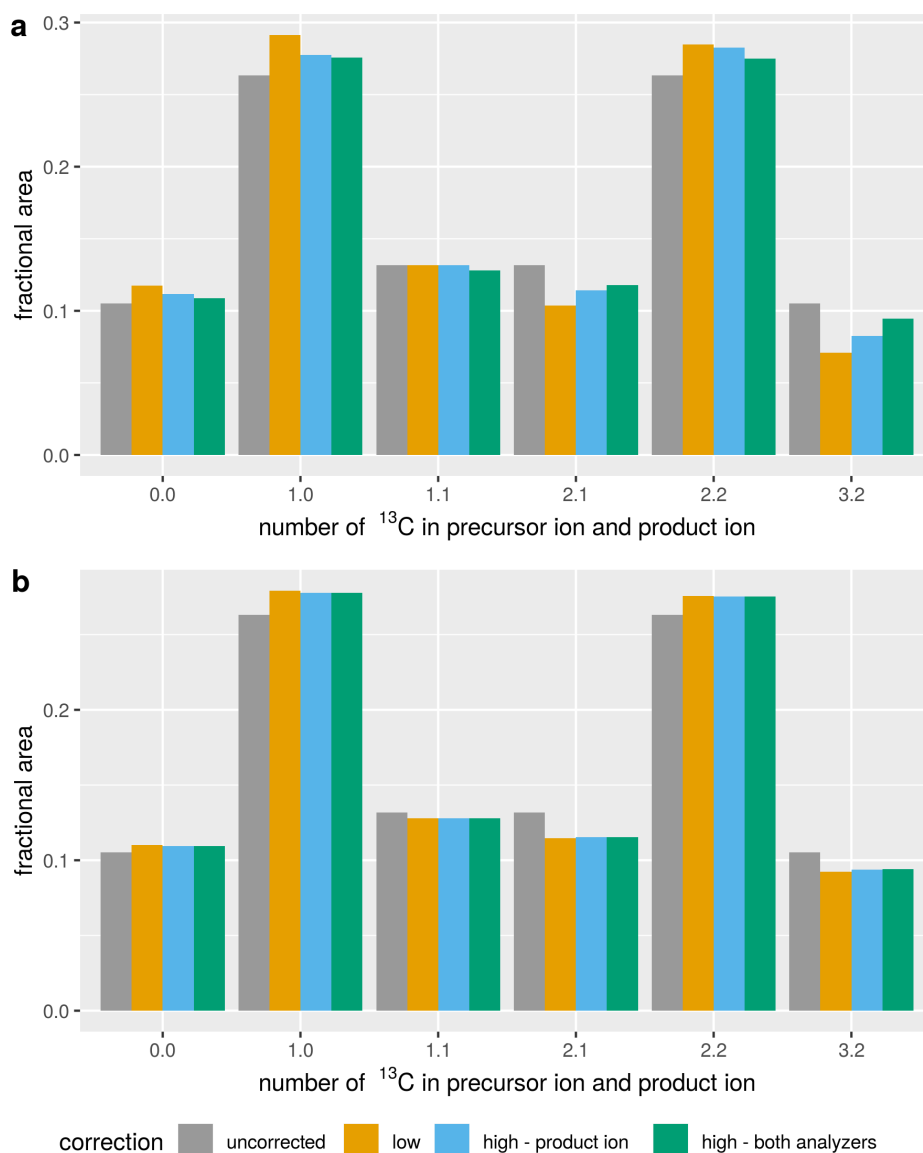 a
0.3
0.2
0.1
0.0
fractional area
0.0 1.0 1.1 2.1 2.2 3.2
number of ¹³C in precursor ion and product ion
b
0.2
0.1
0.0
fractional area
0.0 1.0 1.1 2.1 2.2 3.2
number of ¹³C in precursor ion and product ion
correction uncorrected low high - product ion high - both analyzers